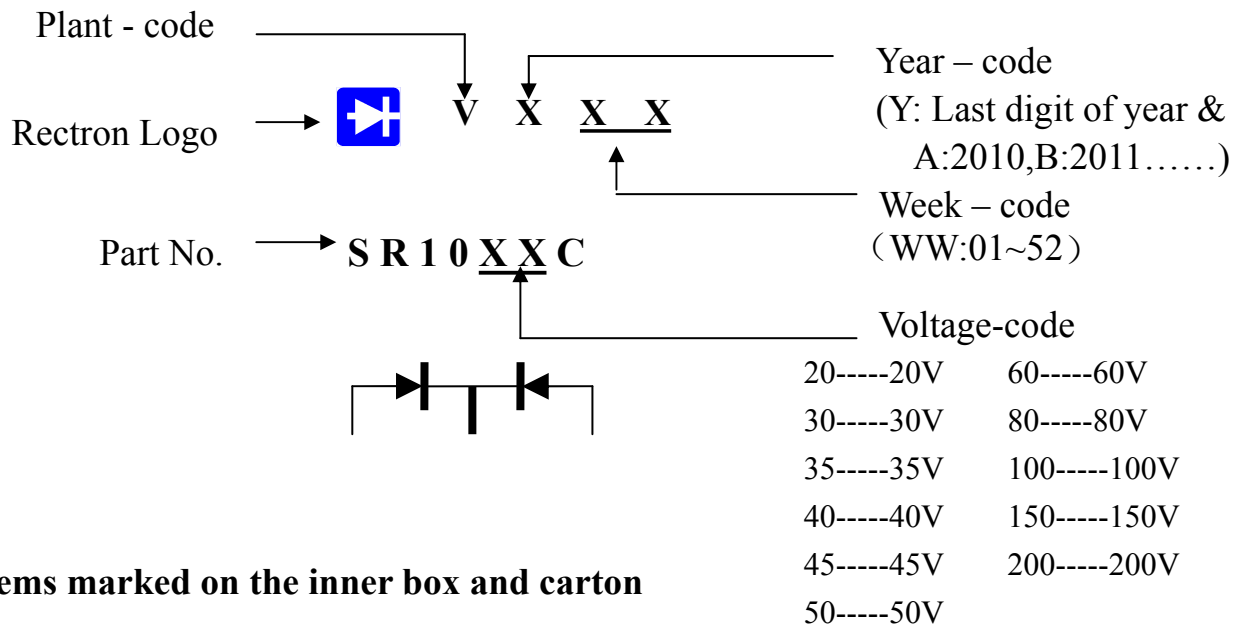 Plant - code
Year – code
V X X X
(Y: Last digit of year &
Rectron Logo
A:2010,B:2011……)
Week – code
（WW:01~52）
Part No.
S R 1 0 X X C
Voltage-code
20-----20V 60-----60V
30-----30V 80-----80V
35-----35V 100-----100V
40-----40V 150-----150V
45-----45V 200-----200V
50-----50V
ems marked on the inner box and carton